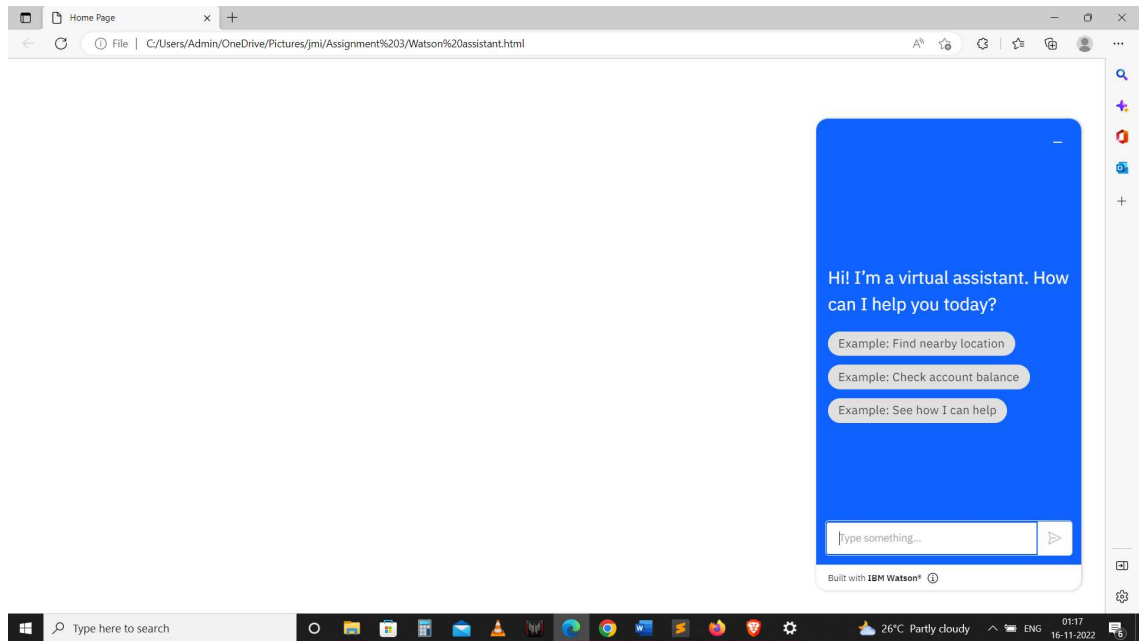 Home Page
File | C:/Users/Admin/OneDrive/Pictures/jmi/Assignment%203/Watson%20assistant.html
Hi! I'm a virtual assistant. How
can I help you today?
Example: Find nearby location
Example: Check account balance
Example: See how I can help
Type something...
Built with IBM Watson®
Type here to search
26°C Partly cloudy
ENG
01:17
16-11-2022
6